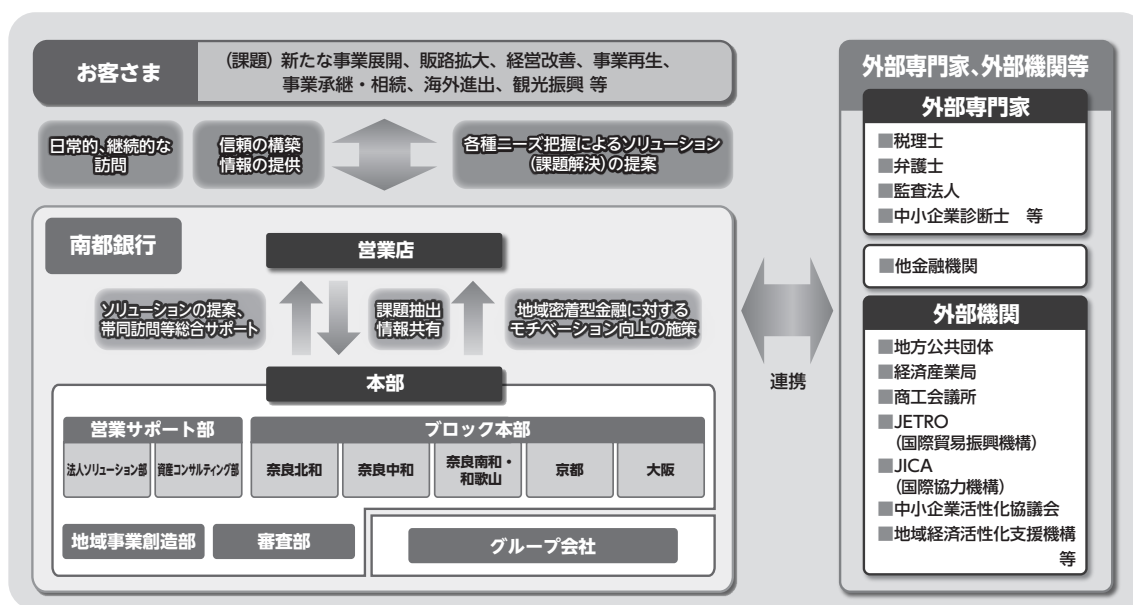 お客さま
(課題) 新たな事業展開、販路拡大、経営改善、事業再生、
事業承継・相続、海外進出、観光振興 等
日常的、継続的な
訪問
信頼の構築
情報の提供
各種ニーズ把握によるソリューション
(課題解決)の提案
南都銀行
営業店
ソリューションの提案、
帯同訪問等総合サポート
課題抽出
情報共有
地域密着型金融に対する
モチベーション向上の施策
本部
営業サポート部
法人ソリューション部
資産コンサルティング部
ブロック本部
奈良北和
奈良中和
奈良南和・
和歌山
京都
大阪
地域事業創造部
審査部
グループ会社
連携
外部専門家、外部機関等
外部専門家
■税理士
■弁護士
■監査法人
■中小企業診断士 等
■他金融機関
外部機関
■地方公共団体
■経済産業局
■商工会議所
■JETRO
(国際貿易振興機構)
■JICA
(国際協力機構)
■中小企業活性化協議会
■地域経済活性化支援機構
等